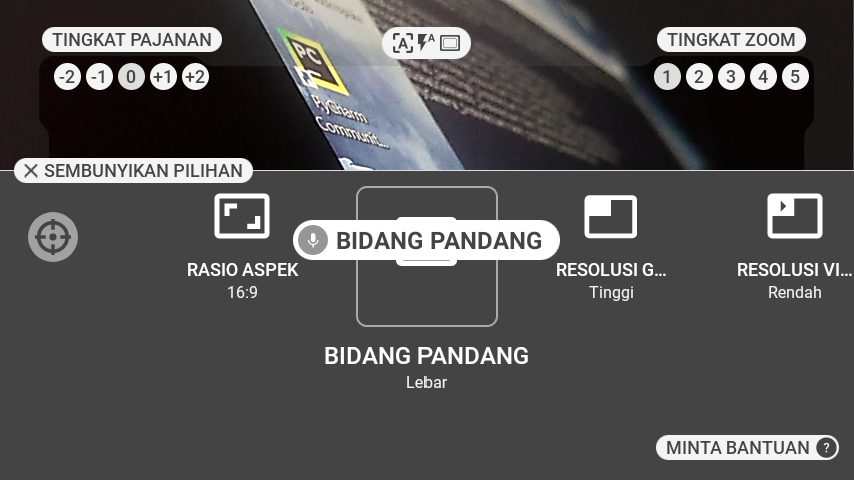 TINGKAT PAJANAN
-2 -1 0 +1 +2
A
A
TINGKAT ZOOM
1 2 3 4 5
PC
PyCharm
Communit...
SEMBUNYIKAN PILIHAN
BIDANG PANDANG
RASIO ASPEK
16:9
BIDANG PANDANG
Lebar
RESOLUSI G...
Tinggi
RESOLUSI VI...
Rendah
MINTA BANTUAN ?